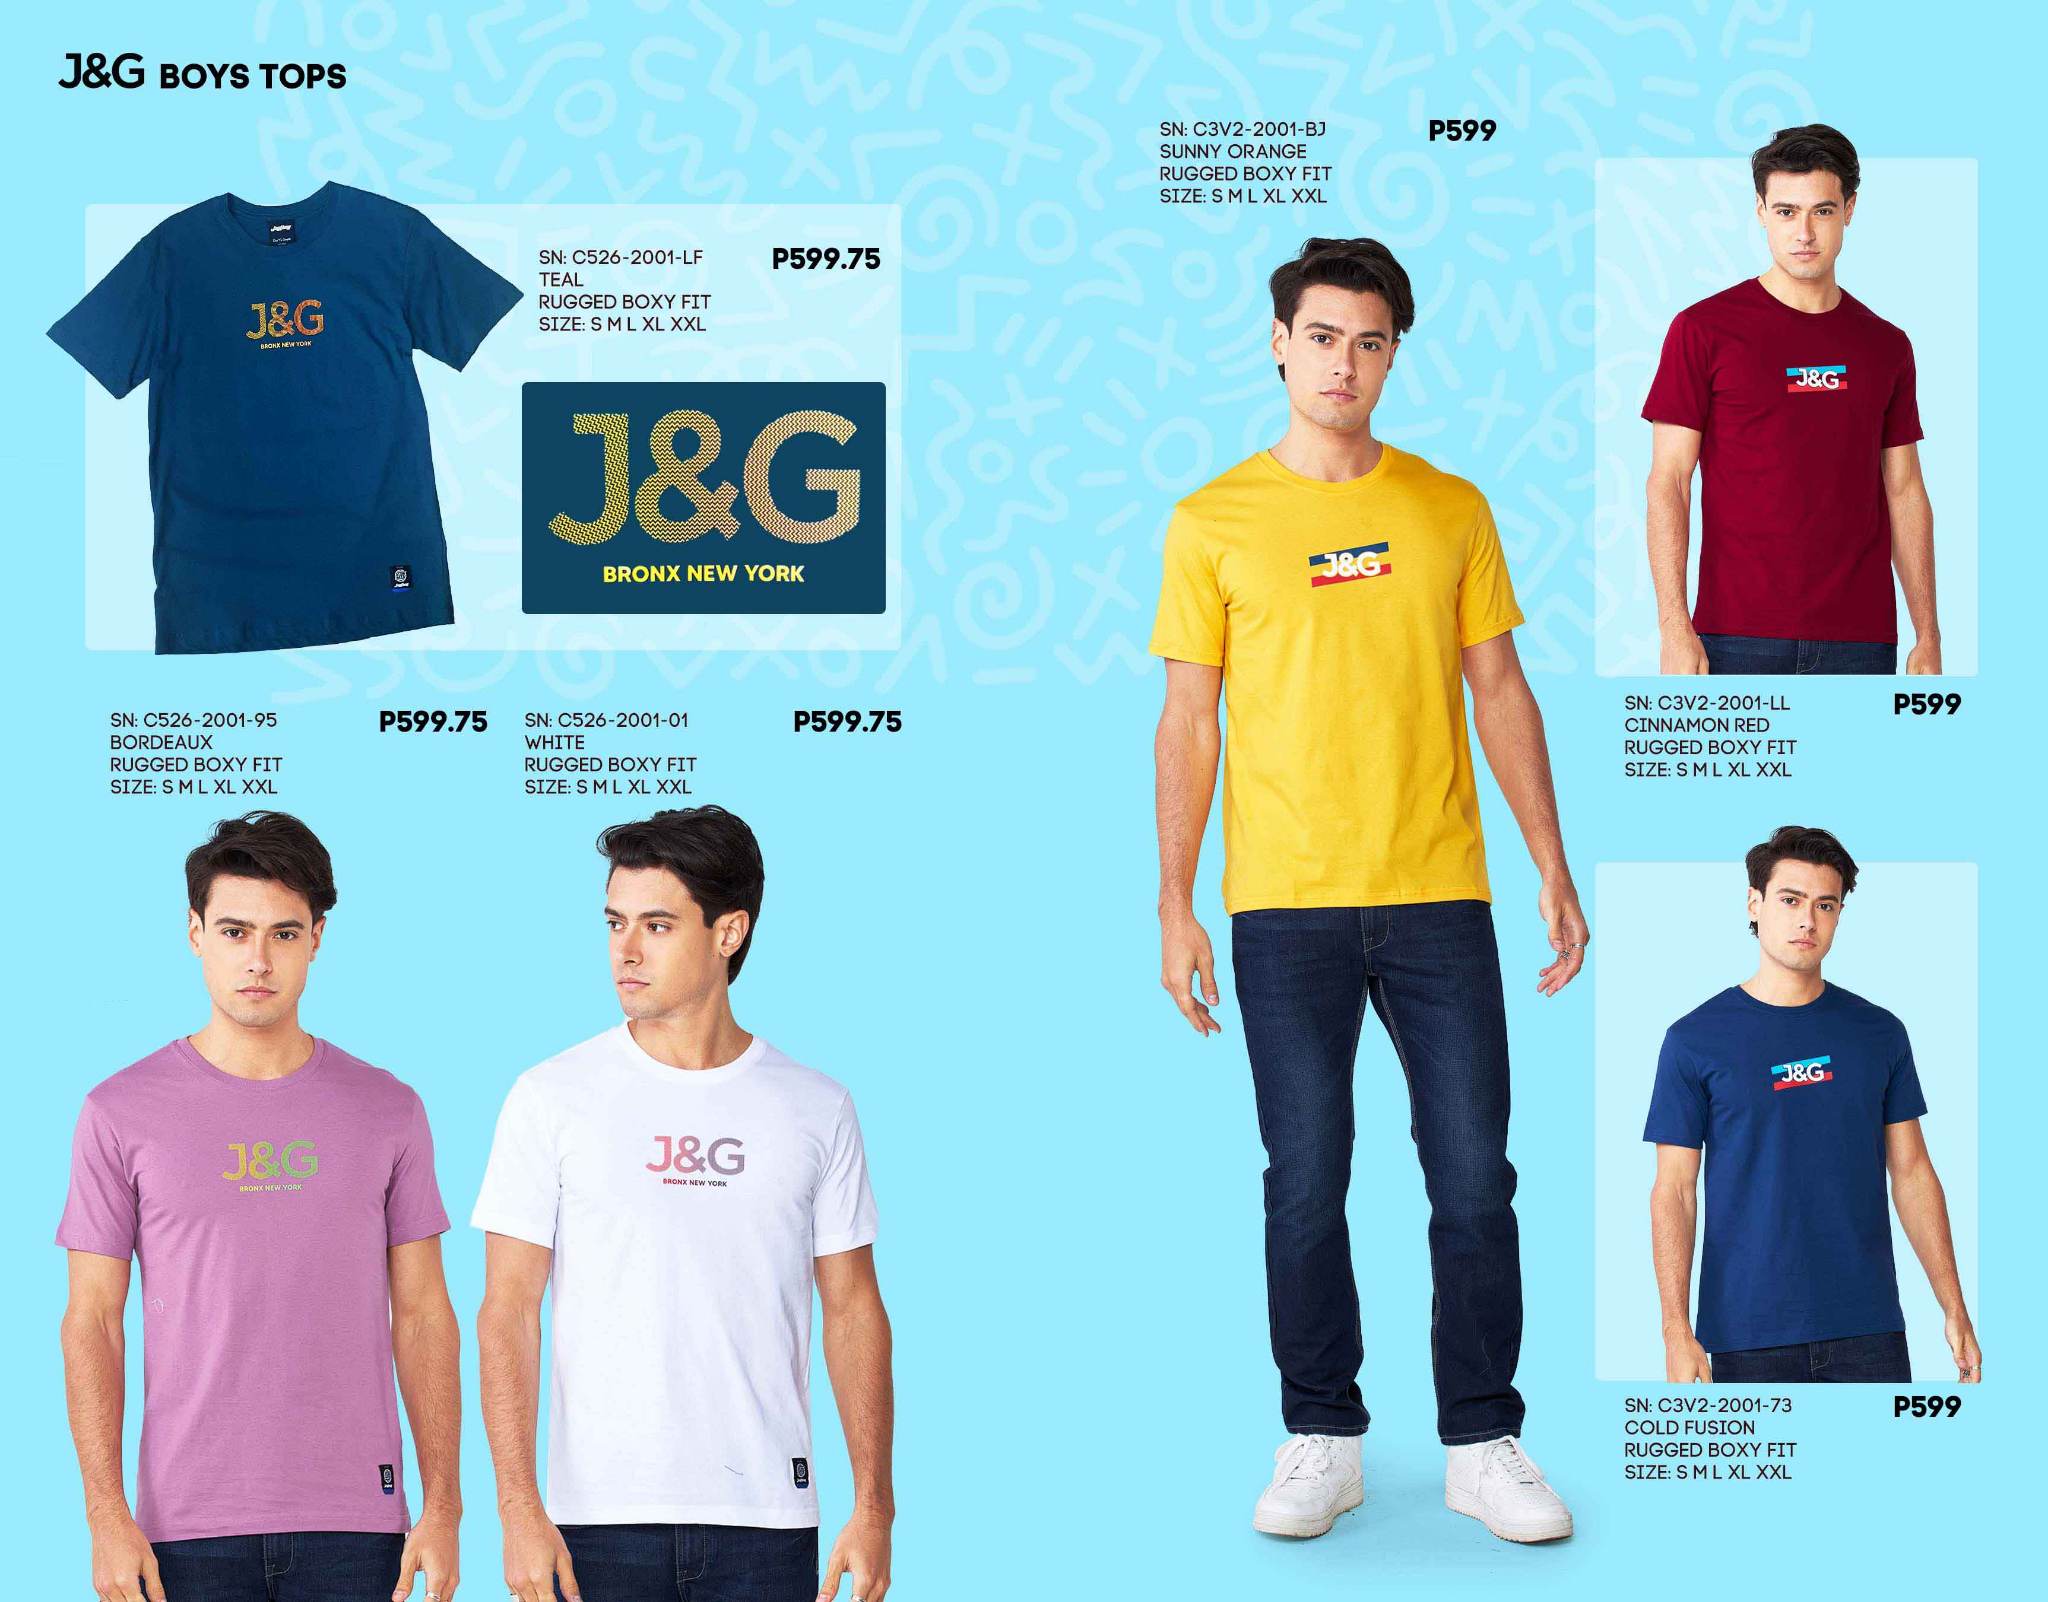 J&G BOYS TOPS
SN: C526-2001-LF
TEAL
RUGGED BOXY FIT
SIZE: S M L XL XXL
P599.75
J&G
BRONX NEW YORK
J&G
BRONX NEW YORK
SN: C526-2001-95
BORDEAUX
RUGGED BOXY FIT
SIZE: S M L XL XXL
P599.75
J&G
BRONX NEW YORK
SN: C526-2001-01
WHITE
RUGGED BOXY FIT
SIZE: S M L XL XXL
P599.75
J&G
BRONX NEW YORK
SN: C3V2-2001-BJ
SUNNY ORANGE
RUGGED BOXY FIT
SIZE: S M L XL XXL
P599
J&G
J&G
SN: C3V2-2001-LL
CINNAMON RED
RUGGED BOXY FIT
SIZE: S M L XL XXL
P599
J&G
SN: C3V2-2001-73
COLD FUSION
RUGGED BOXY FIT
SIZE: S M L XL XXL
P599